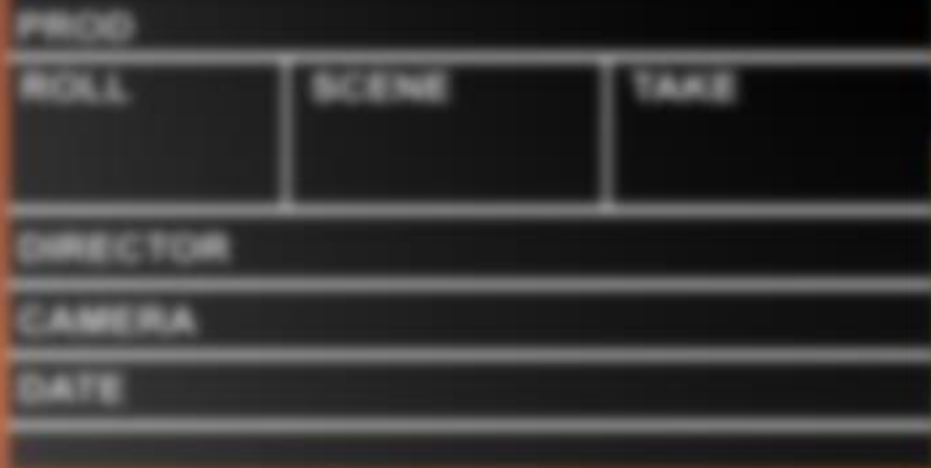 PROD
ROLL SCENE TAKE
DIRECTOR
CAMERA
DATE